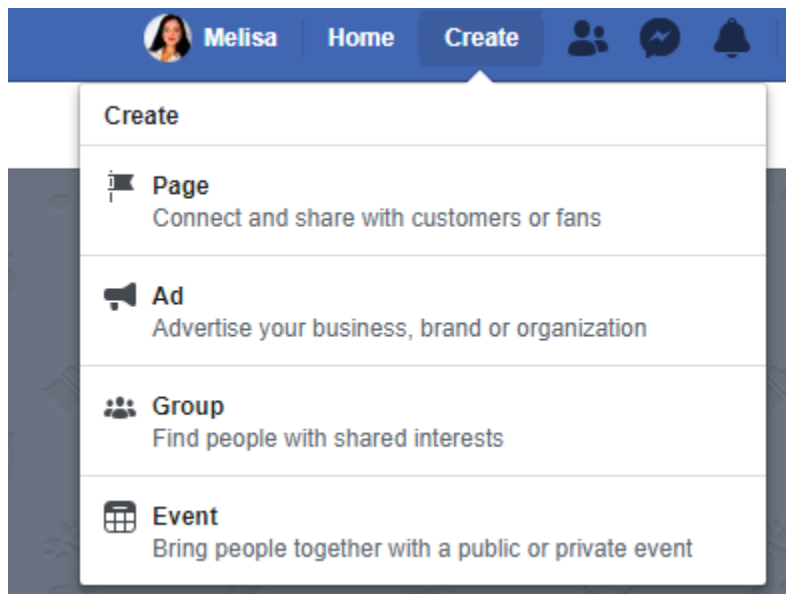 Melisa Home Create
Create
Page
Connect and share with customers or fans
Ad
Advertise your business, brand or organization
Group
Find people with shared interests
Event
Bring people together with a public or private event